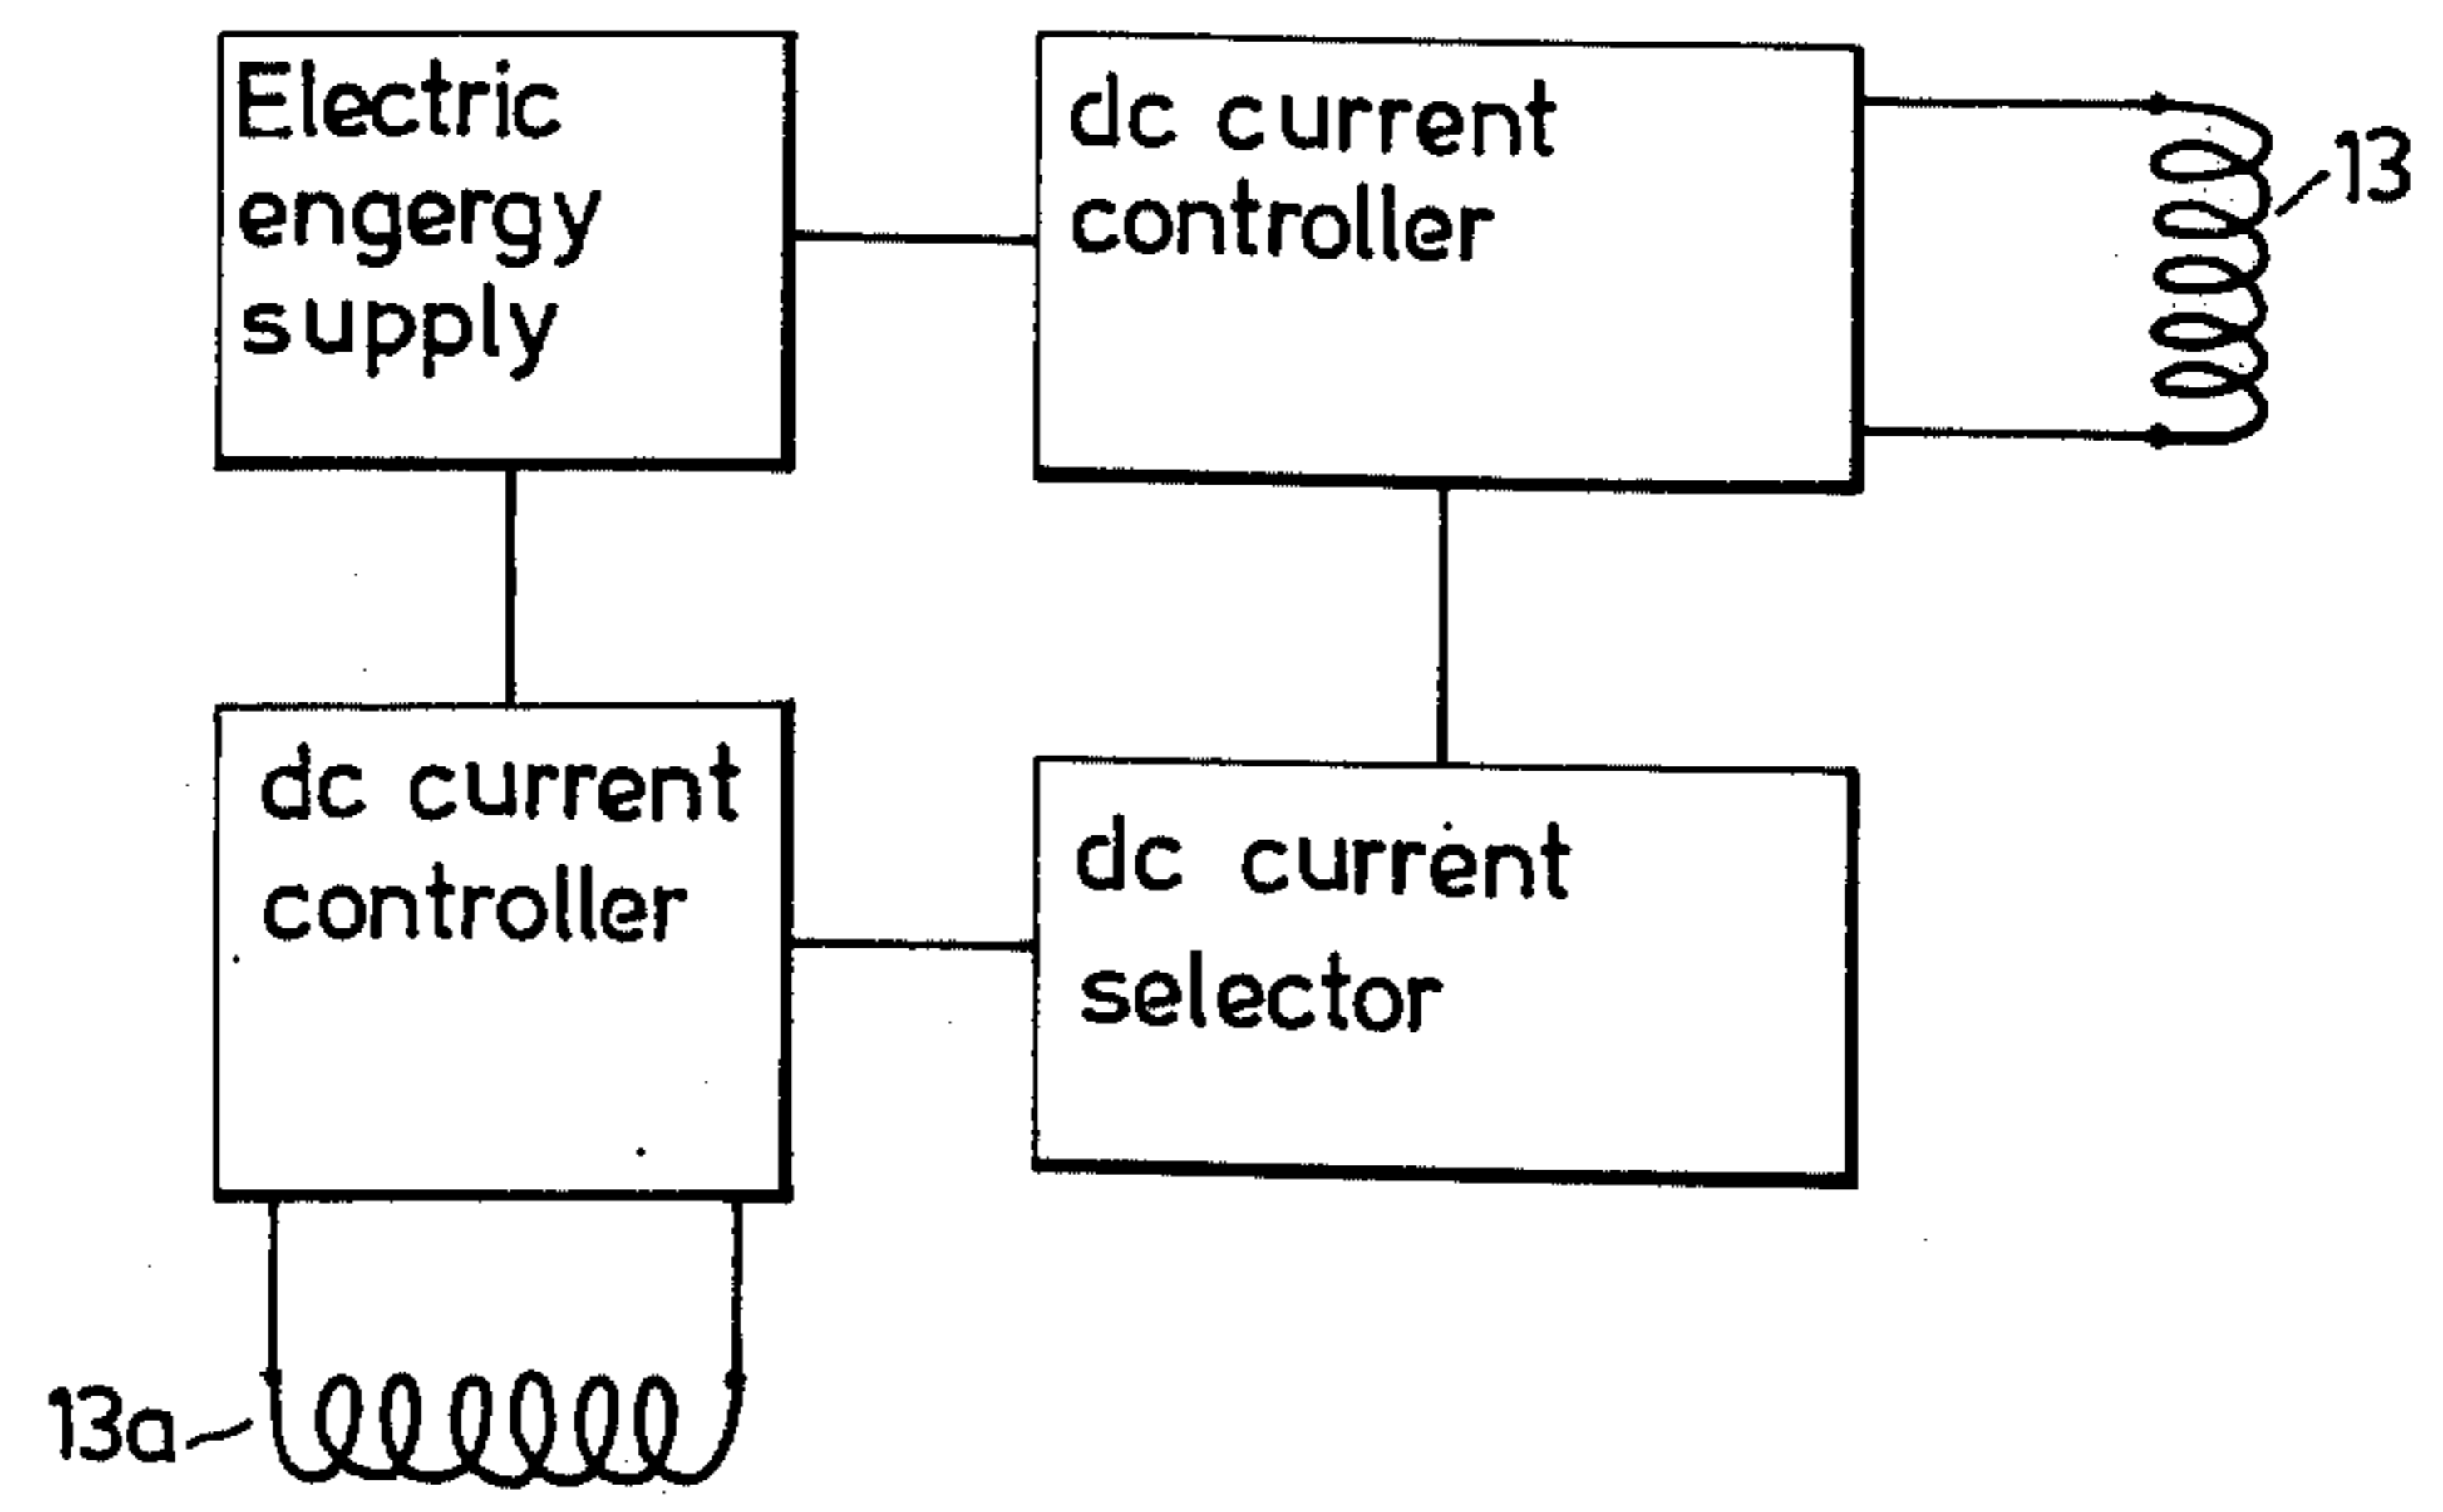 Electric
engergy
supply
dc current
controller
13
dc current
controller
dc current
selector
13a